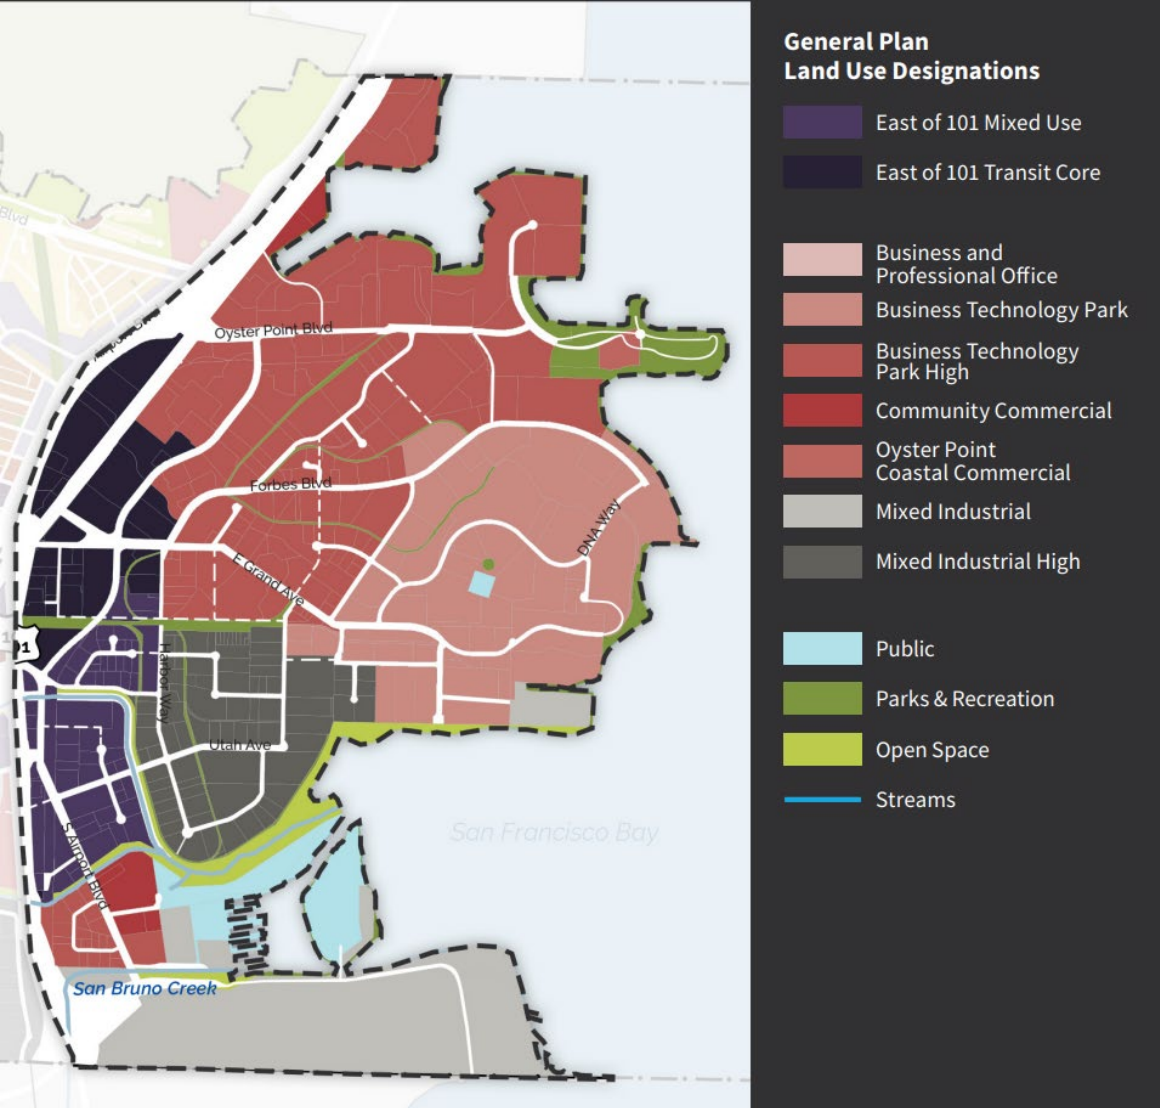 General Plan
Land Use Designations
East of 101 Mixed Use
East of 101 Transit Core
Business and
Professional Office
Business Technology Park
Business Technology
Park High
Community Commercial
Oyster Point
Coastal Commercial
Mixed Industrial
Mixed Industrial High
Public
Parks & Recreation
Open Space
Streams
Blvd
Oyster Point Blvd
Forbes Blvd
DNA Way
E Grand Ave
Harbor Way
Utah Ave
San Francisco Bay
S Airport Blvd
San Bruno Creek